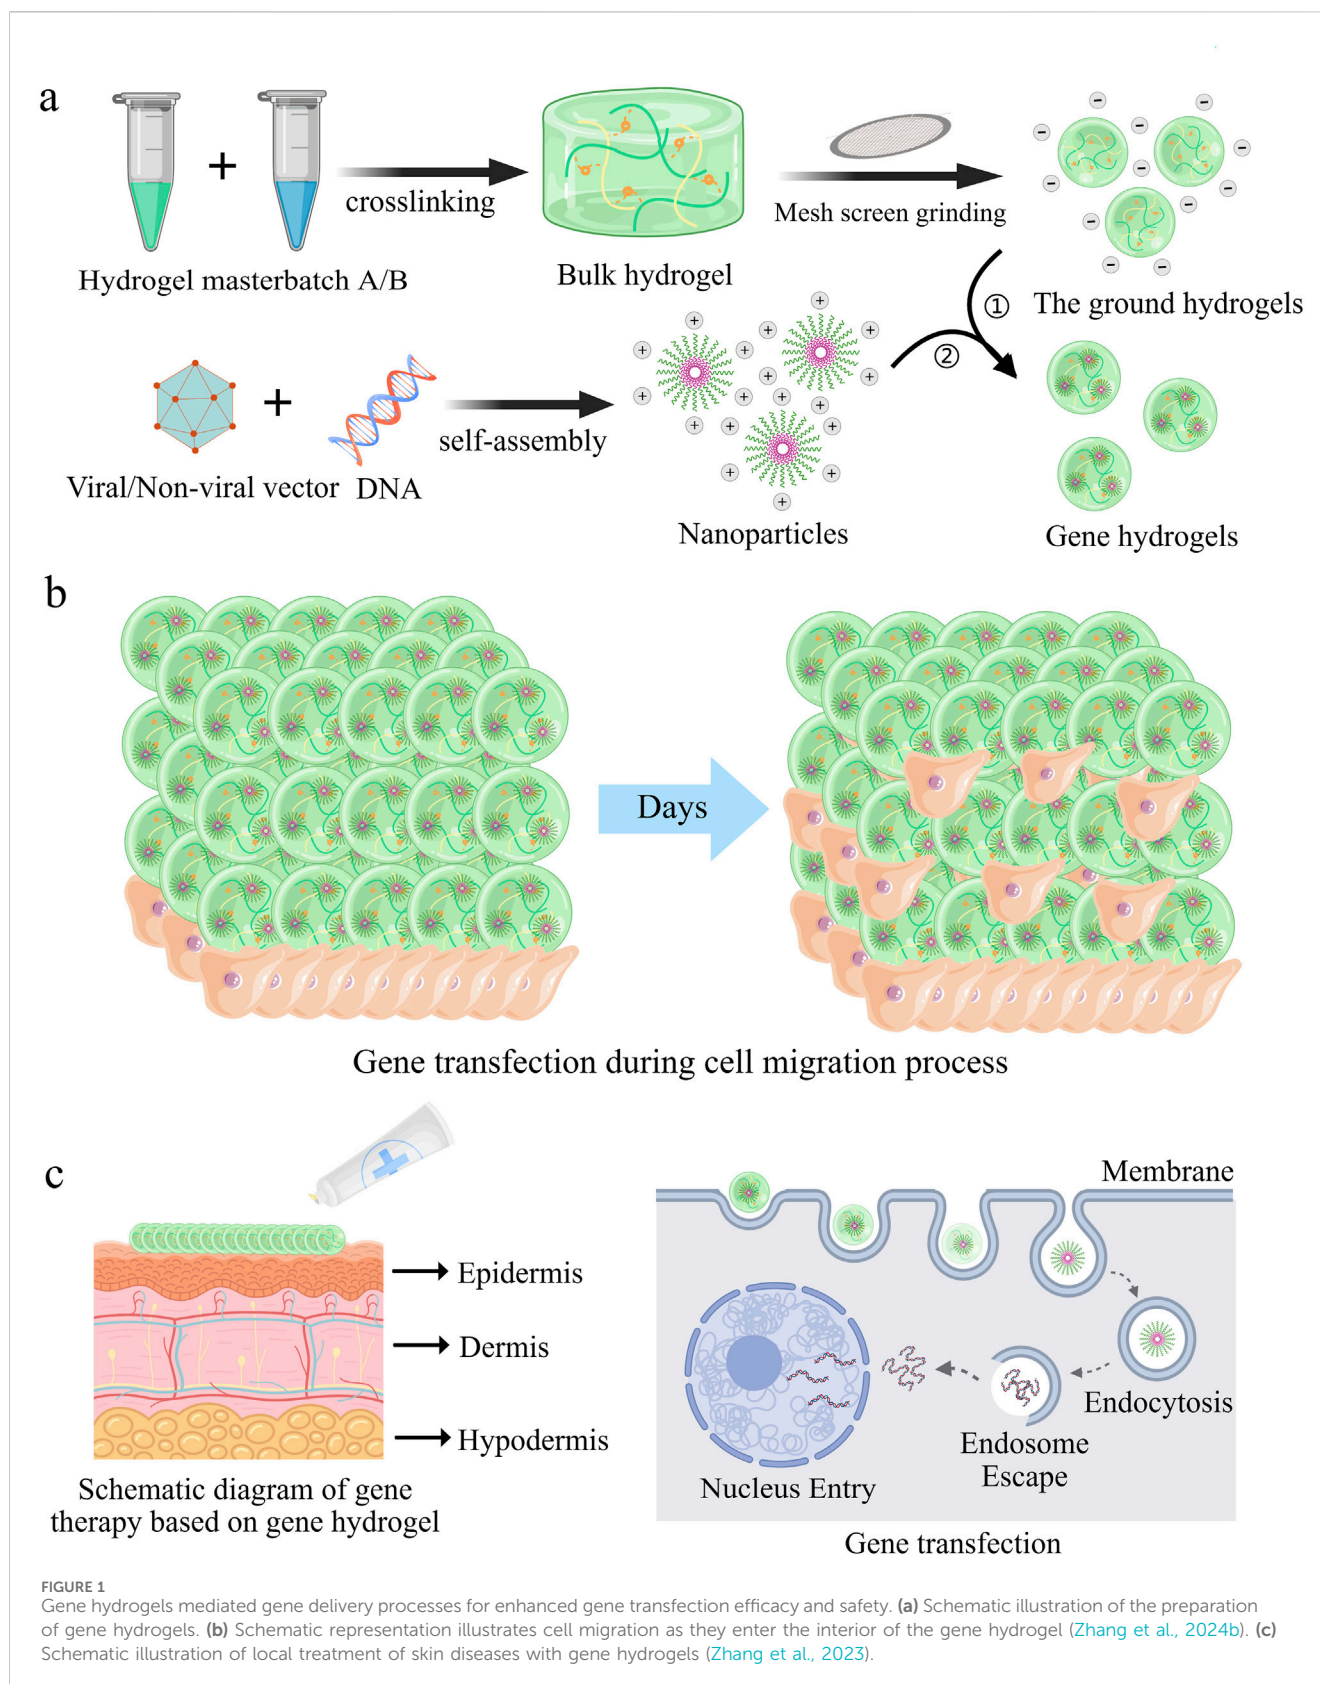 a
+
crosslinking
Mesh screen grinding
Hydrogel masterbatch A/B
Bulk hydrogel
The ground hydrogels
①
②
+
self-assembly
Viral/Non-viral vector
DNA
Nanoparticles
Gene hydrogels
b
Days
Gene transfection during cell migration process
c
Epidermis
Dermis
Hypodermis
Schematic diagram of gene
therapy based on gene hydrogel
Membrane
Endocytosis
Endosome
Escape
Nucleus Entry
Gene transfection
FIGURE 1
Gene hydrogels mediated gene delivery processes for enhanced gene transfection efficacy and safety. (a) Schematic illustration of the preparation
of gene hydrogels. (b) Schematic representation illustrates cell migration as they enter the interior of the gene hydrogel (Zhang et al., 2024b). (c)
Schematic illustration of local treatment of skin diseases with gene hydrogels (Zhang et al., 2023).